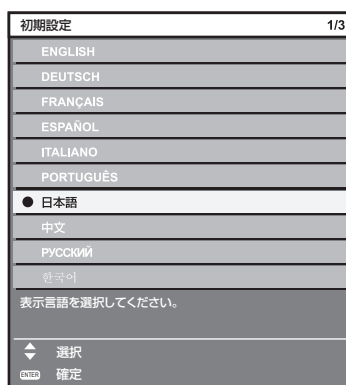 初期設定 1/3
ENGLISH
DEUTSCH
FRANÇAIS
ESPAÑOL
ITALIANO
PORTUGUÊS
日本語
中文
РУССКИЙ
한국어
表示言語を選択してください。
選択
ENTER 確定